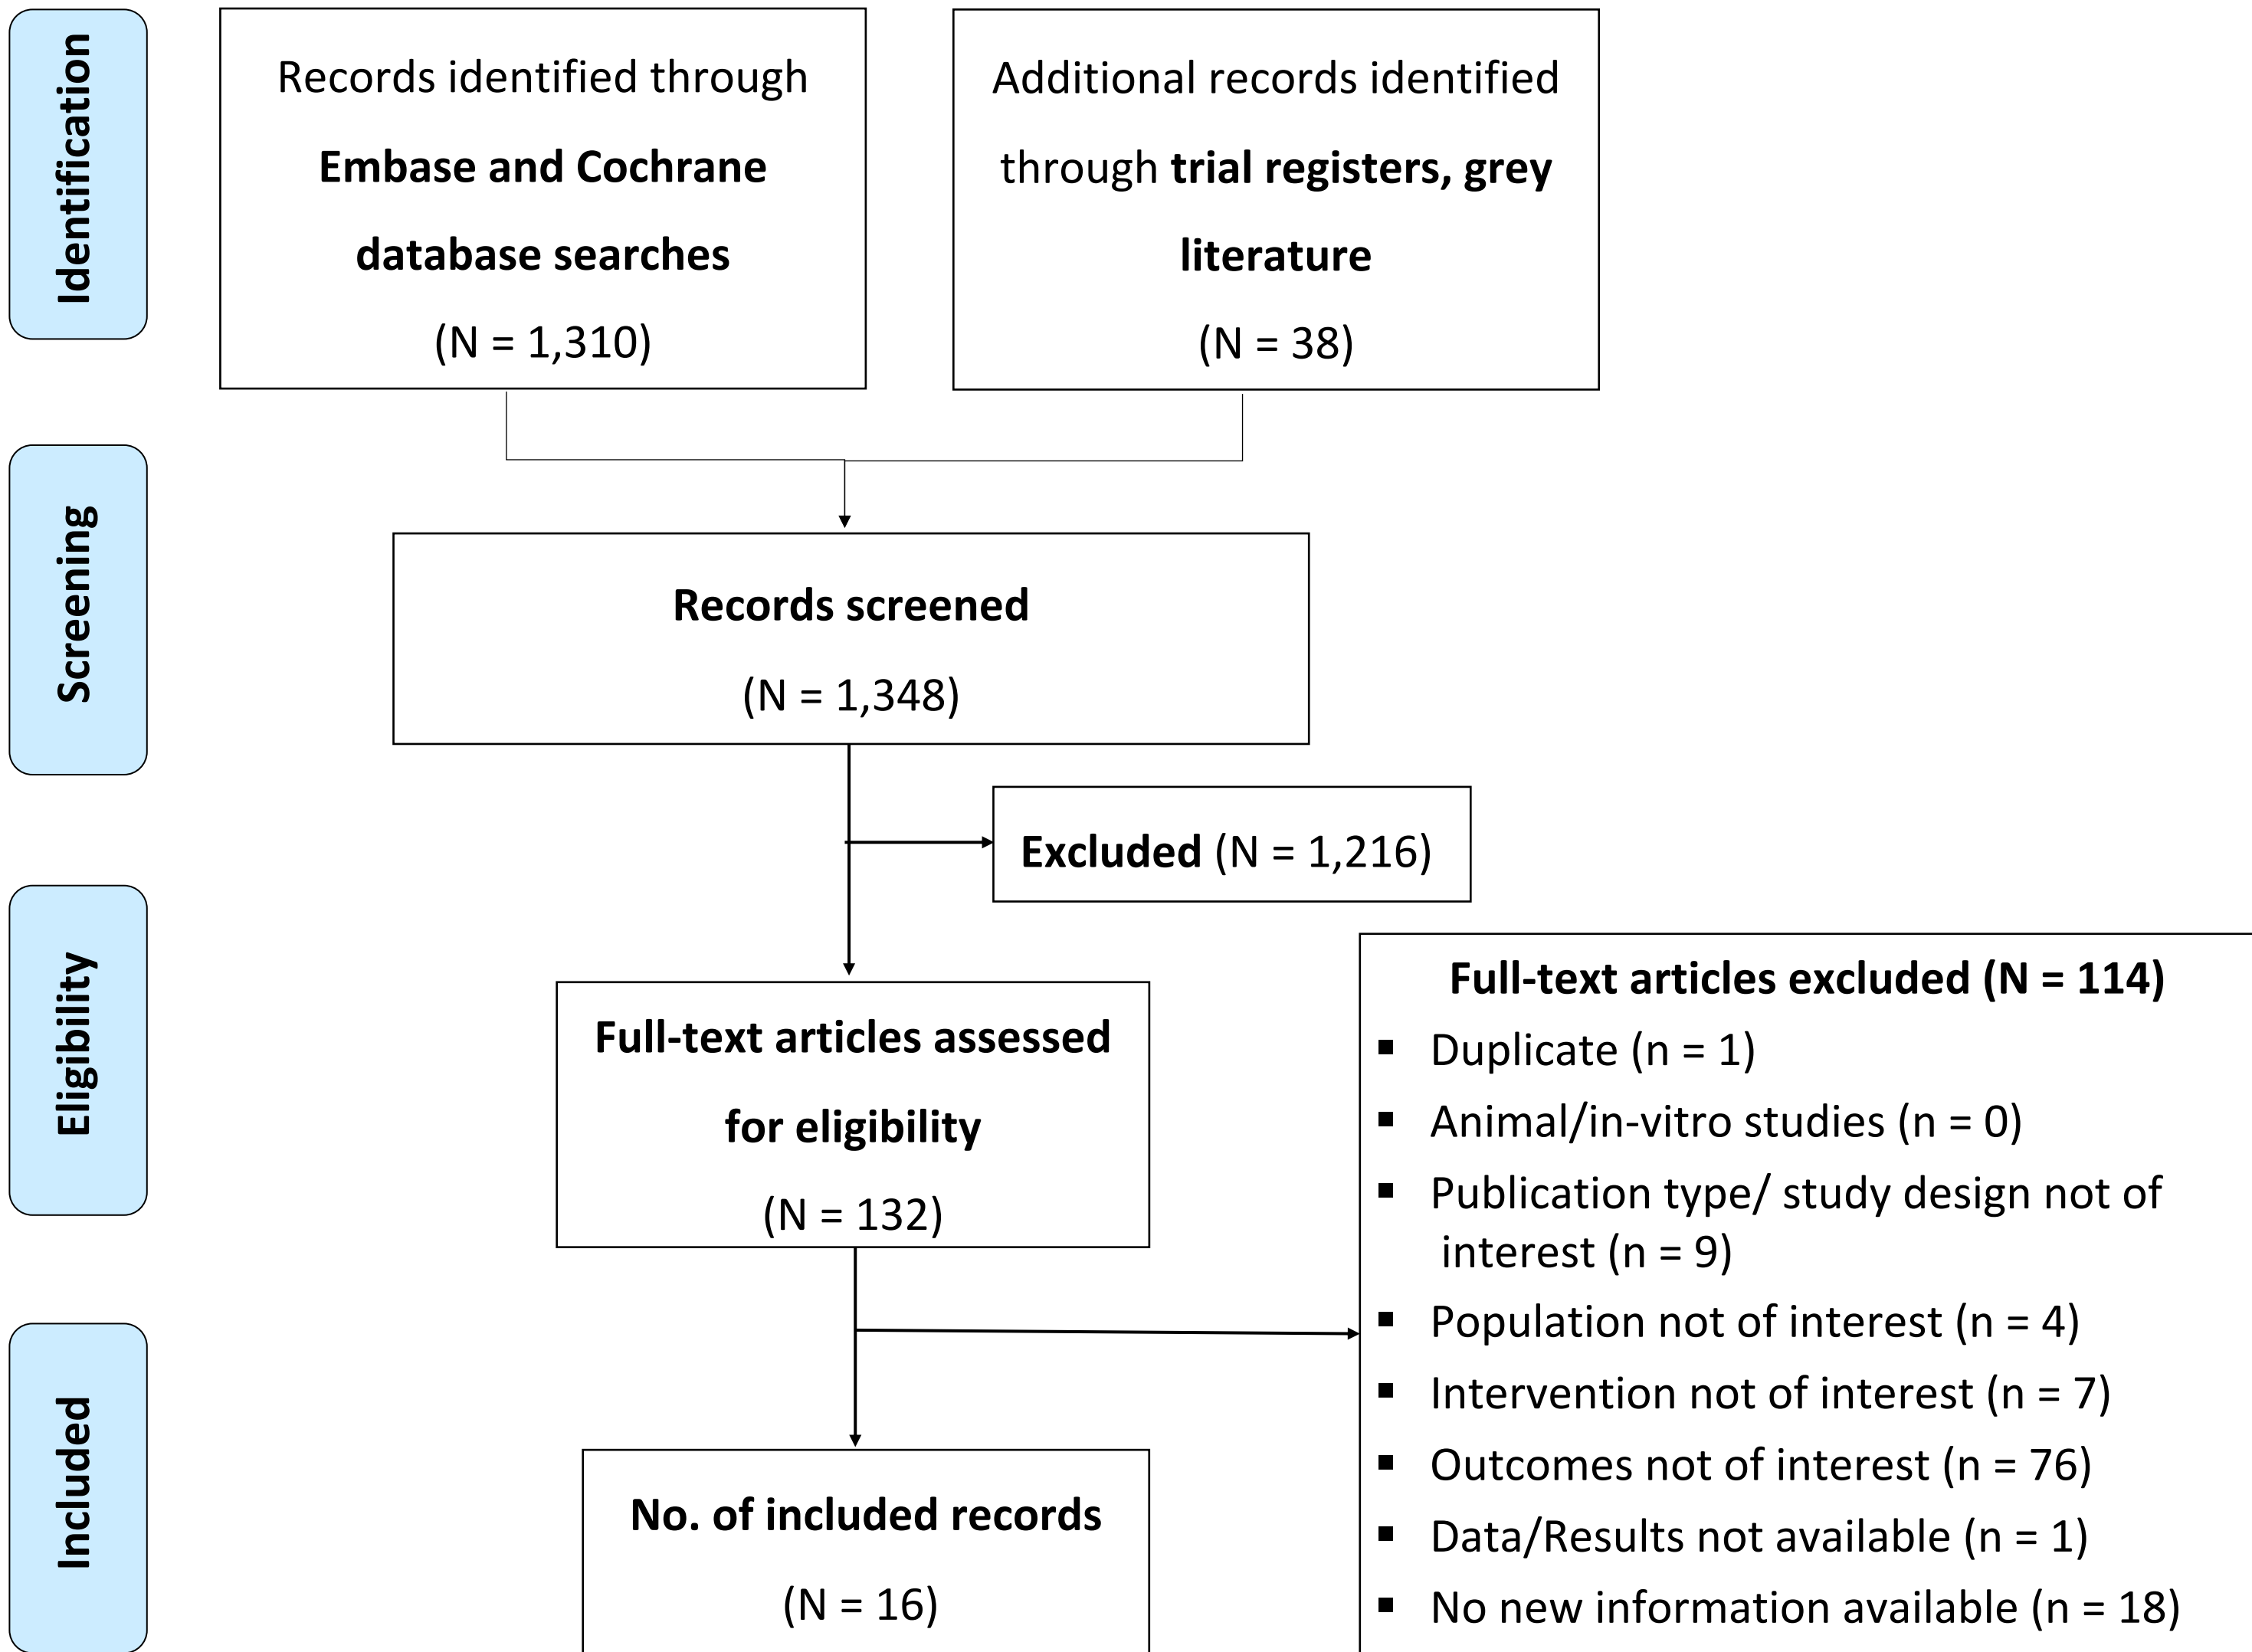 Identification
Records identified through
Embase and Cochrane
database searches
(N = 1,310)
Additional records identified
through trial registers, grey
literature
(N = 38)
Screening
Records screened
(N = 1,348)
Excluded (N = 1,216)
Eligibility
Full-text articles assessed
for eligibility
(N = 132)
Full-text articles excluded (N = 114)
▪ Duplicate (n = 1)
▪ Animal/in-vitro studies (n = 0)
▪ Publication type/ study design not of
interest (n = 9)
▪ Population not of interest (n = 4)
▪ Intervention not of interest (n = 7)
▪ Outcomes not of interest (n = 76)
▪ Data/Results not available (n = 1)
▪ No new information available (n = 18)
Included
No. of included records
(N = 16)